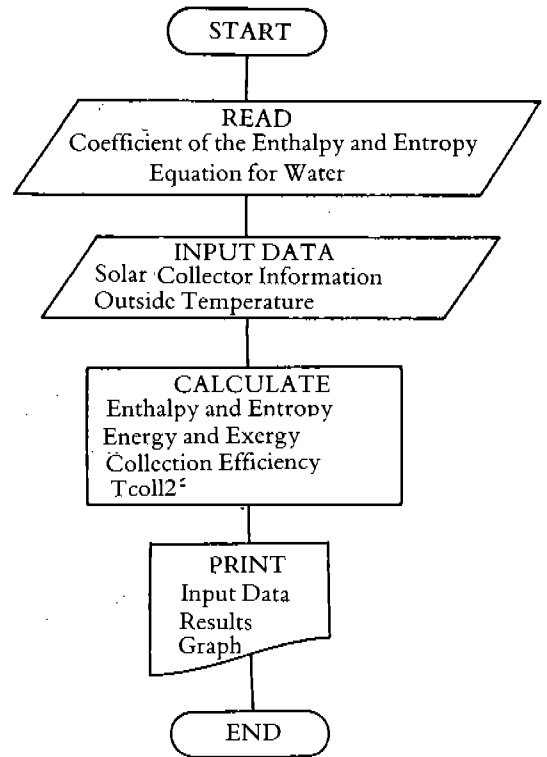 START
READ
Coefficient of the Enthalpy and Entropy
Equation for Water
INPUT DATA
Solar Collector Information
Outside Temperature
CALCULATE
Enthalpy and Entropy
Energy and Exergy
Collection Efficiency
Tcoll2
PRINT
Input Data
Results
Graph
END